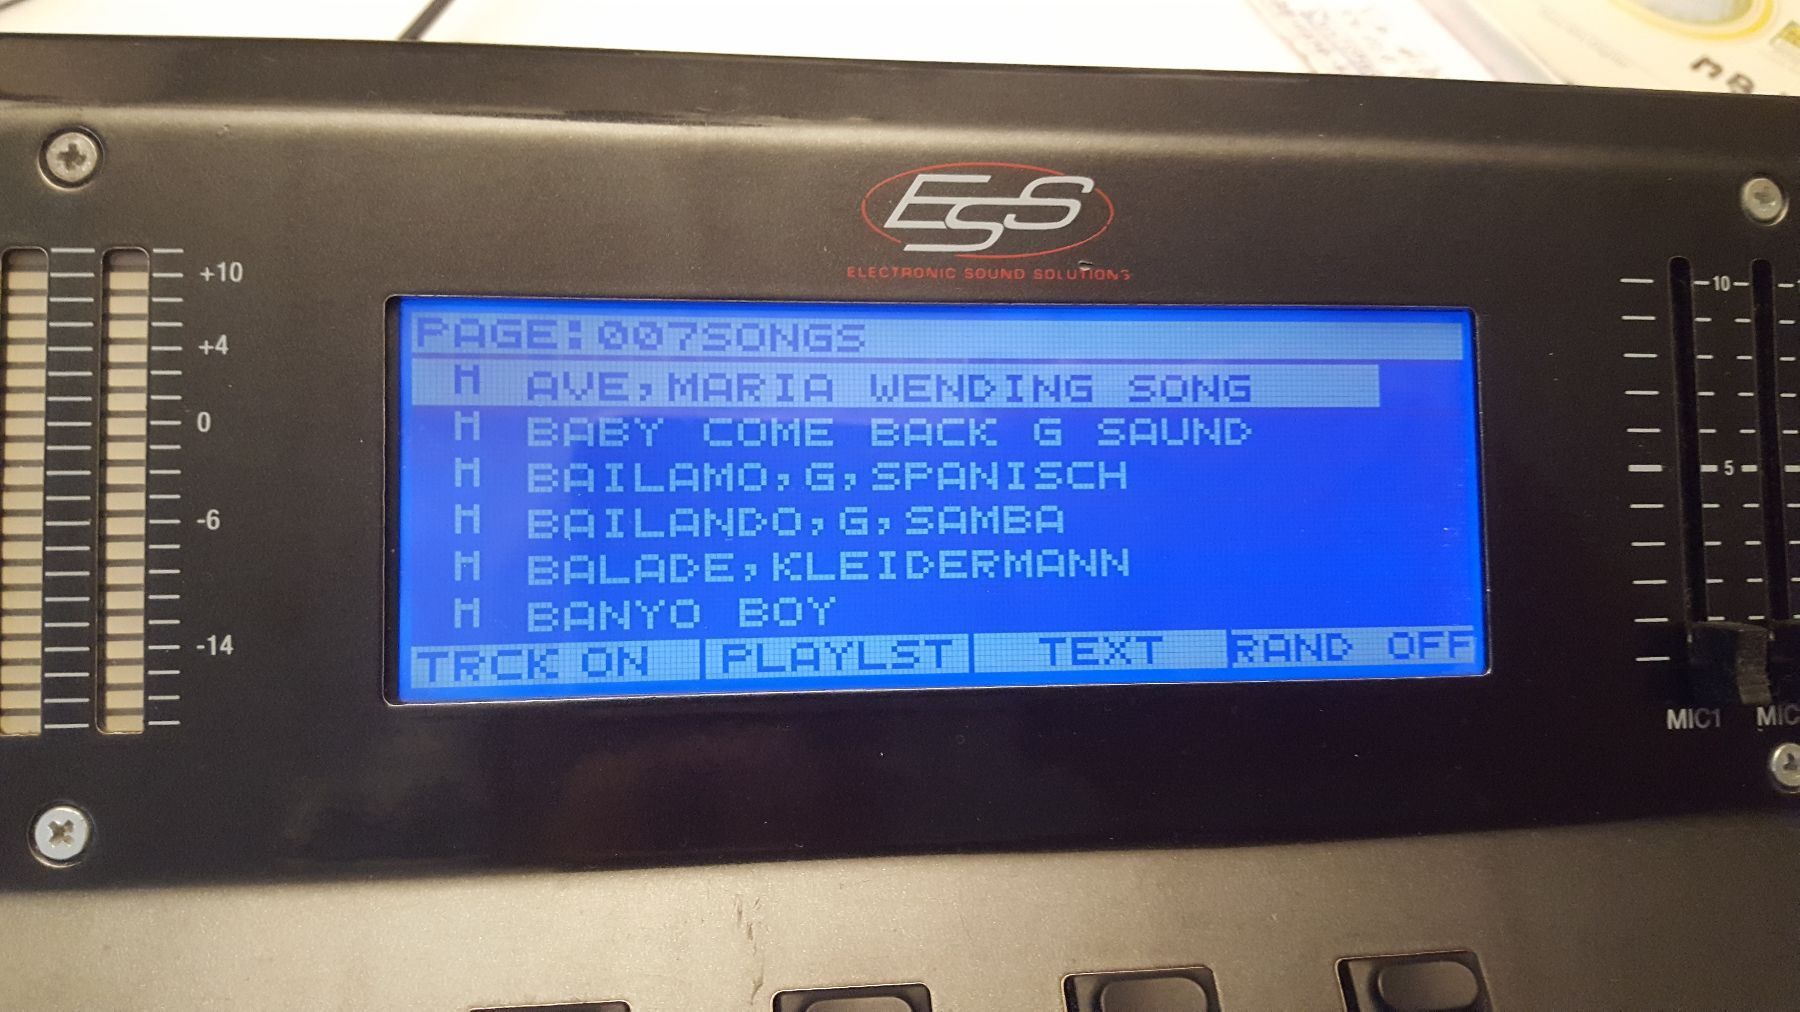 ESS
ELECTRONIC SOUND SOLUTIONS
PAGE:007SONGS
M AVE,MARIA WENDING SONG
M BABY COME BACK G SAUND
M BAILAMO,G,SPANISCH
M BAILANDO,G,SAMBA
M BALADE,KLEIDERMANN
M BANYO BOY
TRCK ON PLAYLST TEXT RAND OFF
+10
+4
0
-6
-14
10
5
MIC1